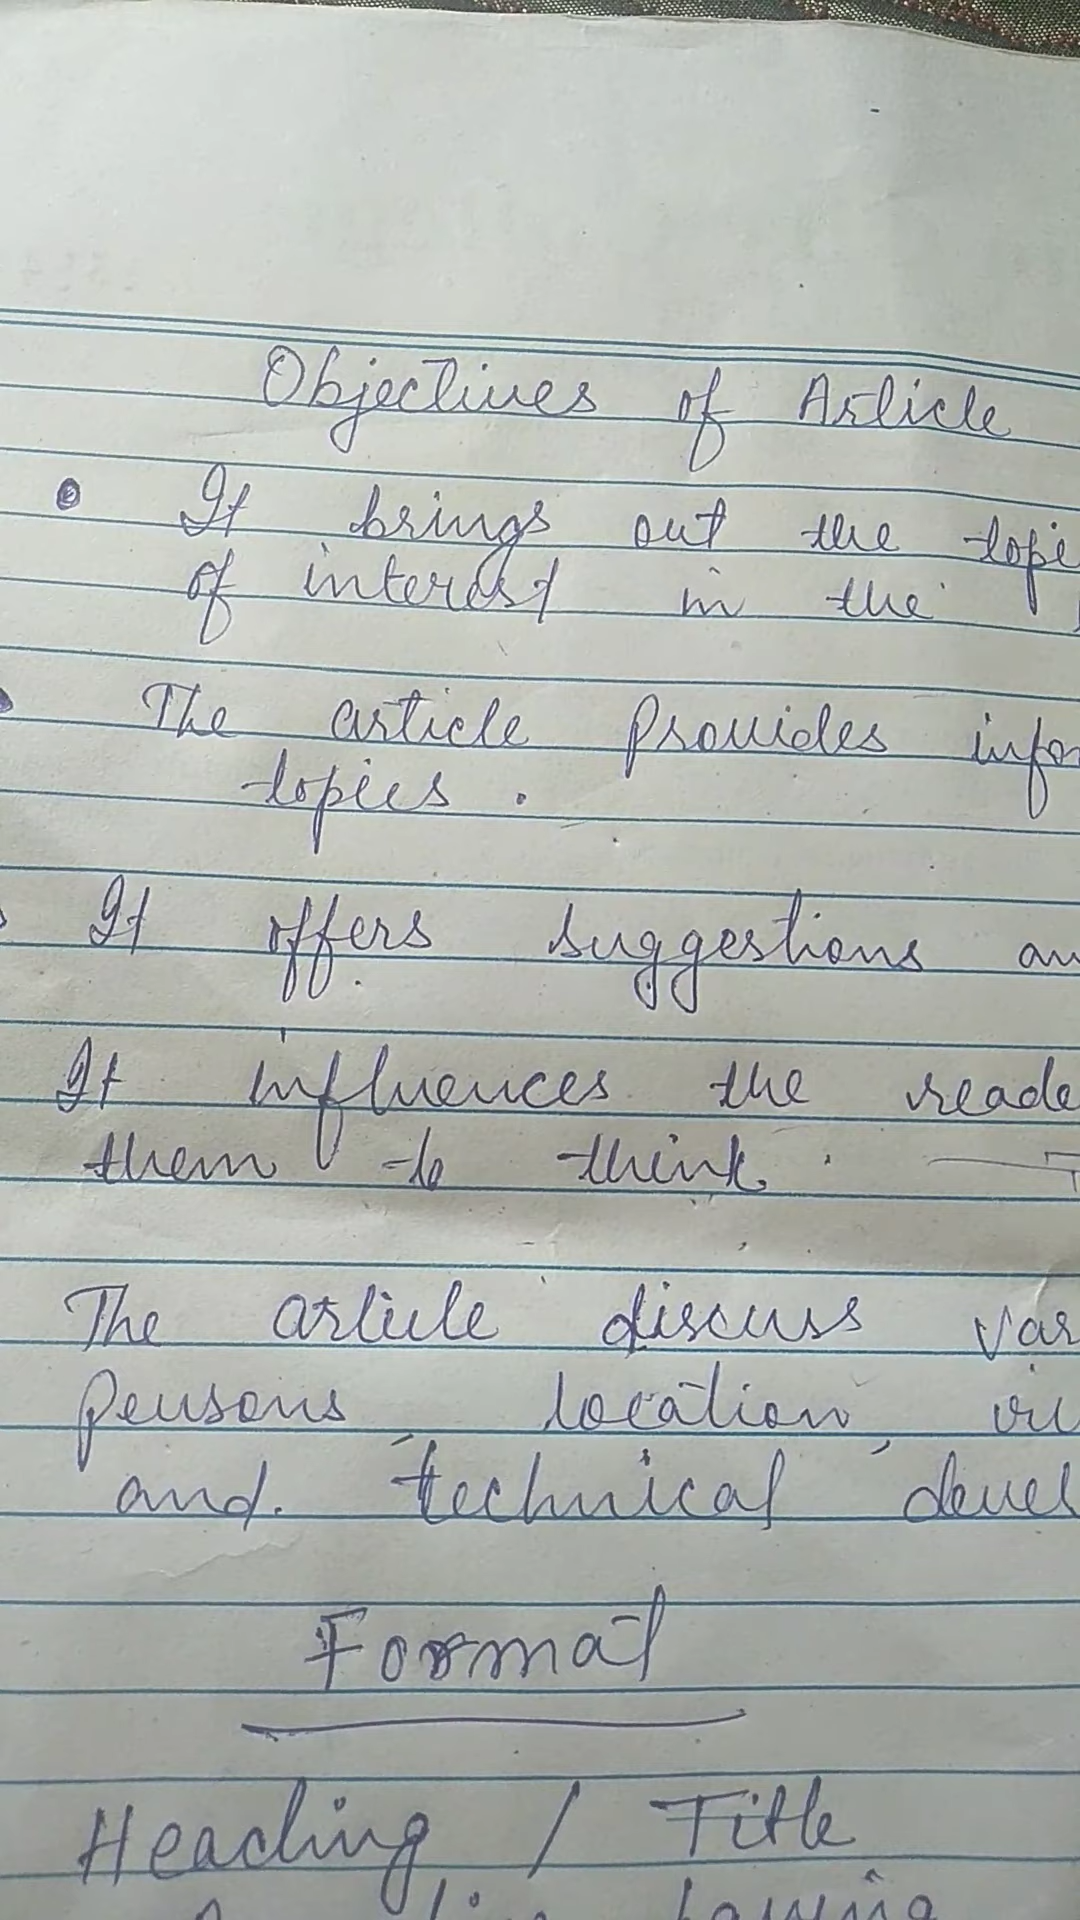 Objectives of Article
It brings out the topi
of interest in the
The article Provides infor
topics.
It offers suggestions an
It influences the reade
them to think.
The article discuss var
persons, location,
and technical devel
Format
Heading / Title